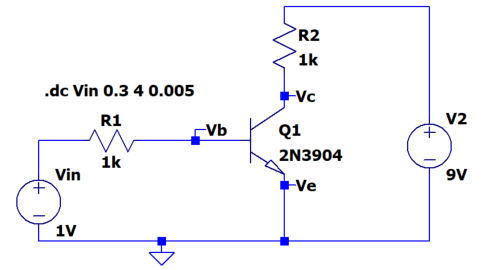 R2
1k
.dc Vin 0.3 4 0.005
Vc
R1
Vb
Q1
V2
1k
2N3904
Vin
9V
Ve
1V